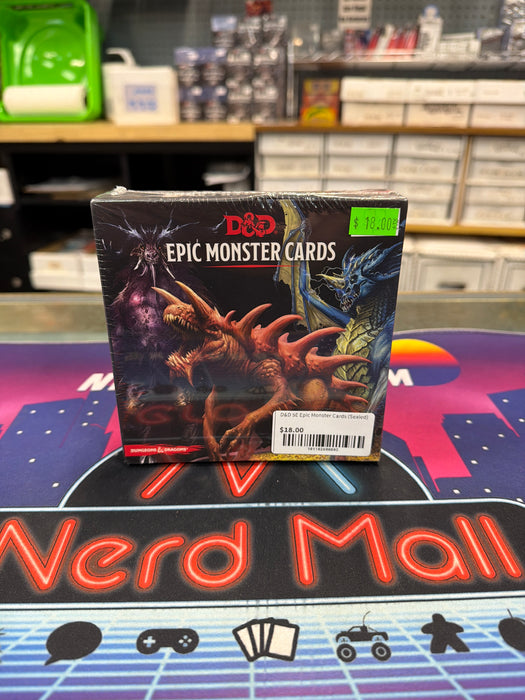 D&D
EPIC MONSTER CARDS
$ 18.00
DUNGEONS & DRAGONS
D&D 5E Epic Monster Cards (Sealed)
$18.00
Nerd Mall